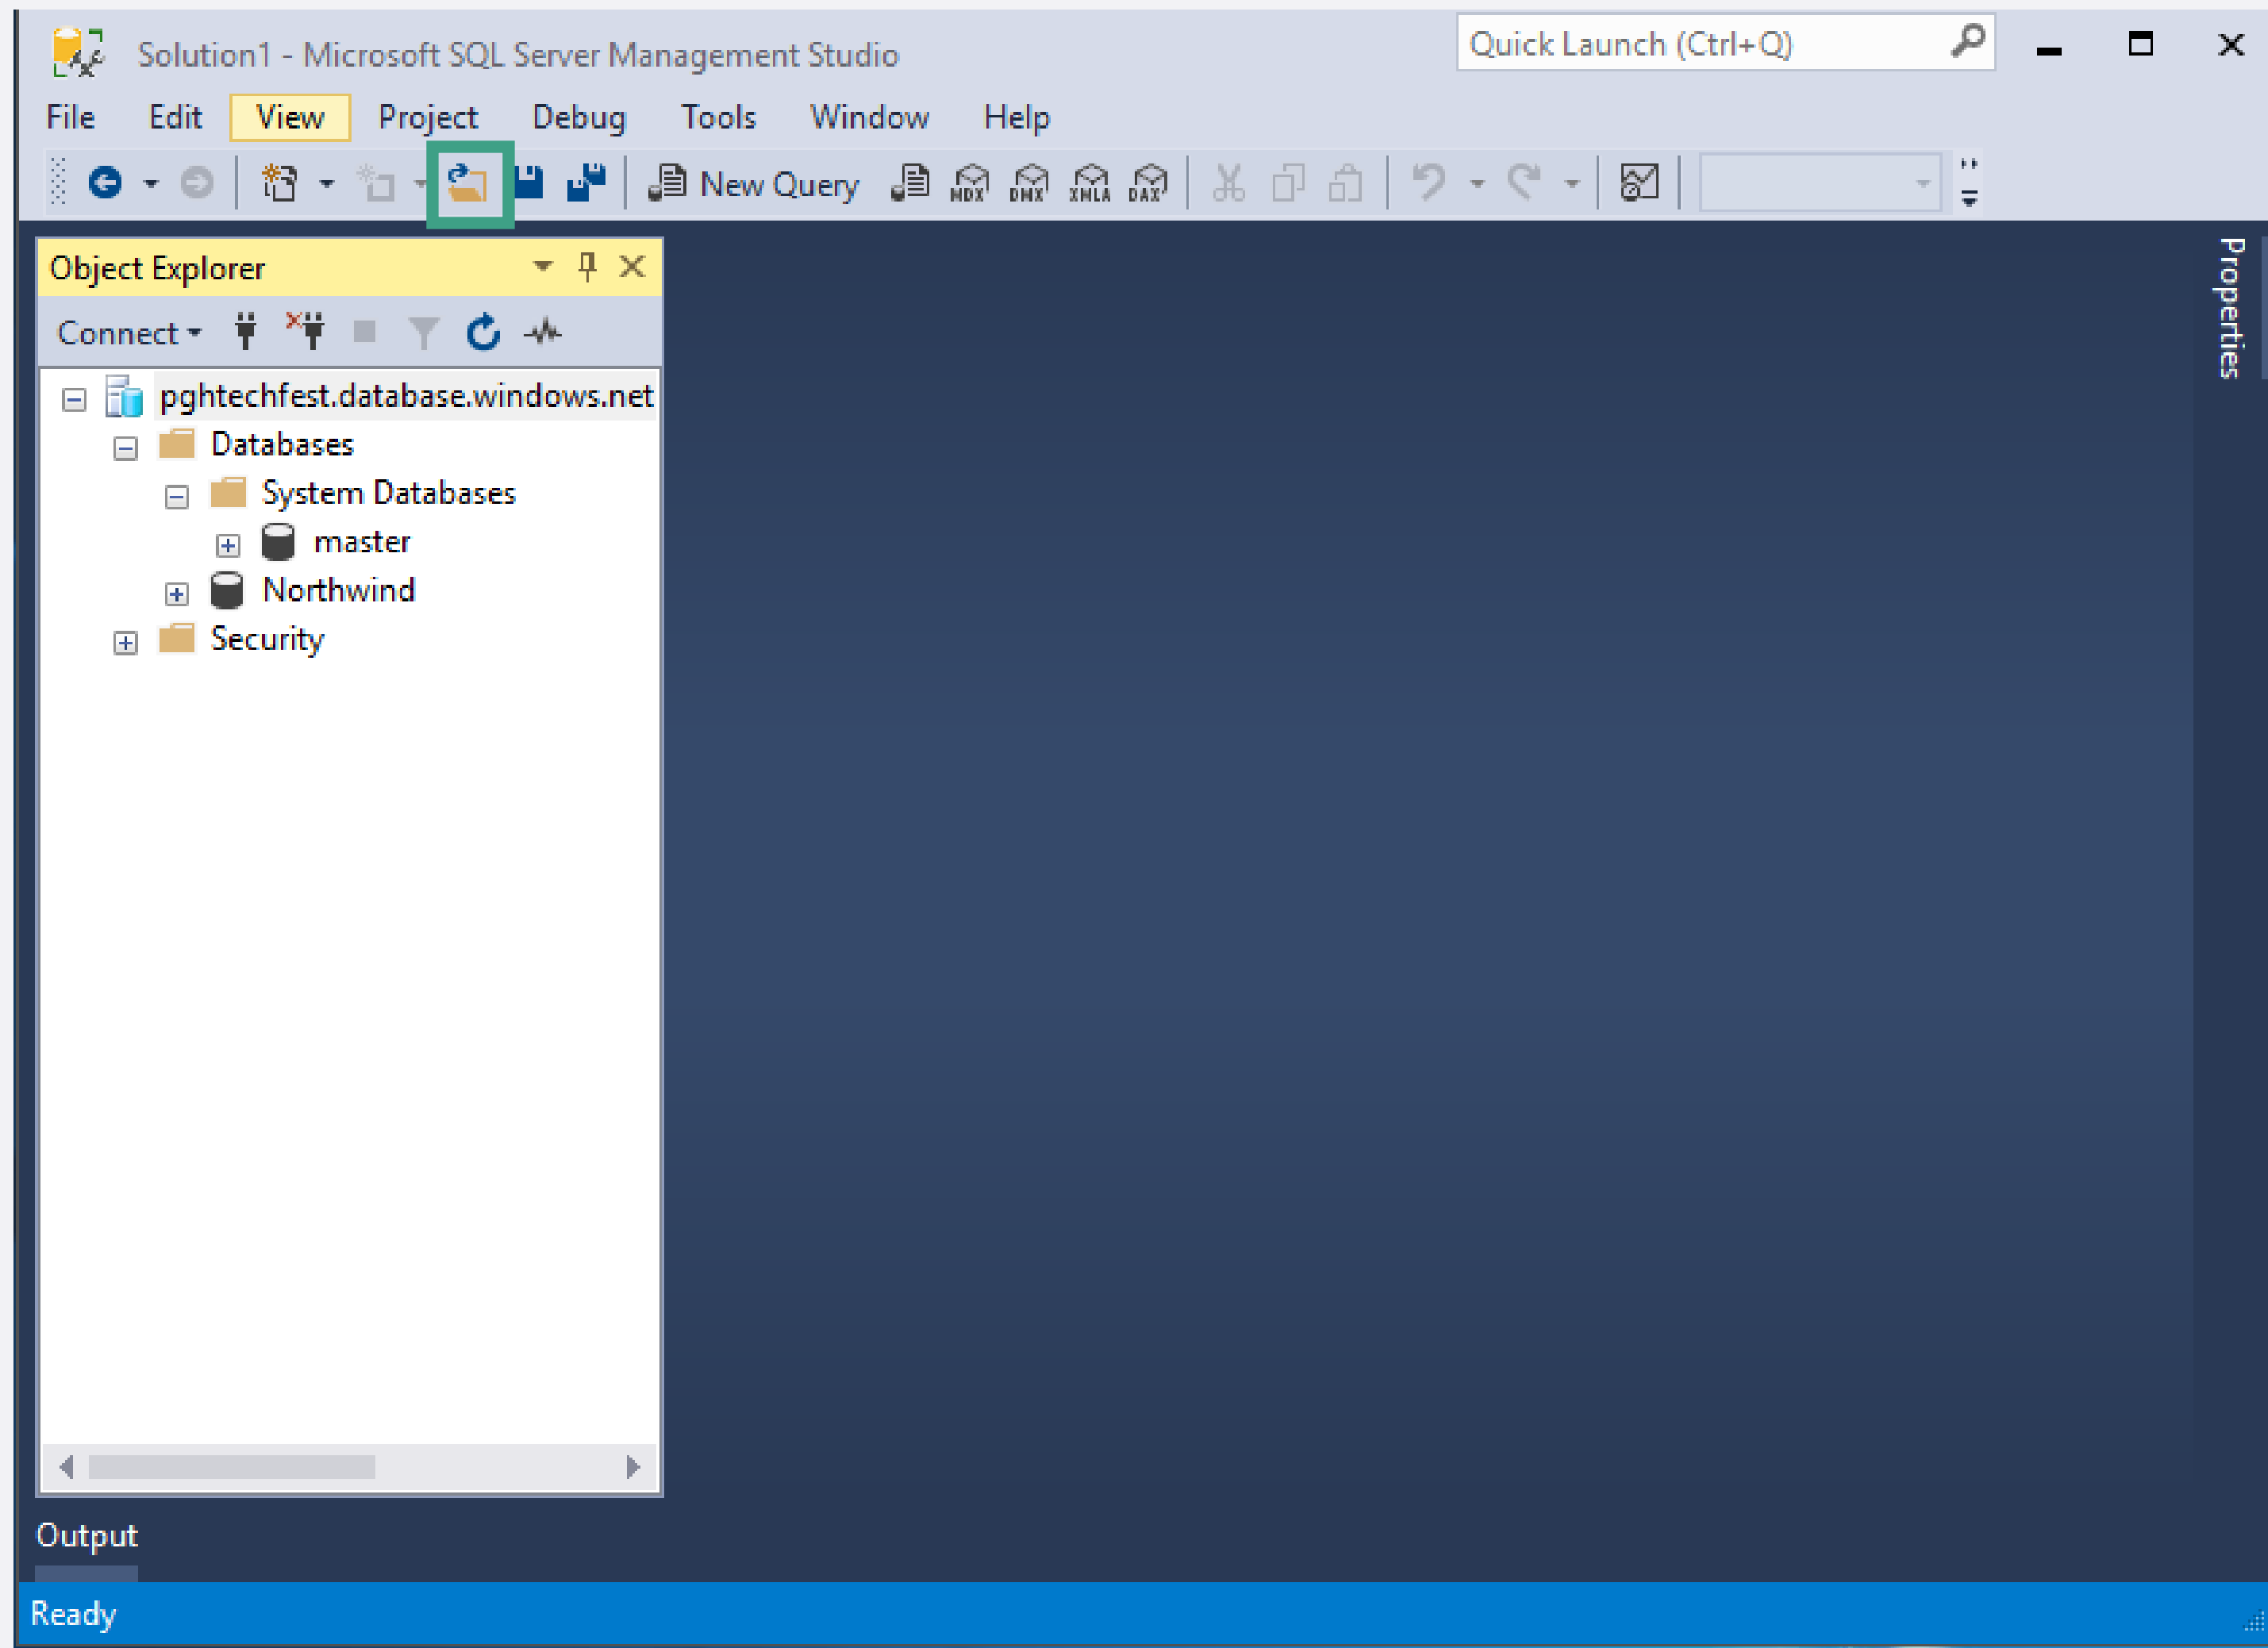 Solution1 - Microsoft SQL Server Management Studio
Quick Launch (Ctrl+Q)
File Edit View Project Debug Tools Window Help
New Query MDX DMX XMLA DAX
Object Explorer
Connect
pghtechfest.database.windows.net
Databases
System Databases
master
Northwind
Security
Properties
Output
Ready